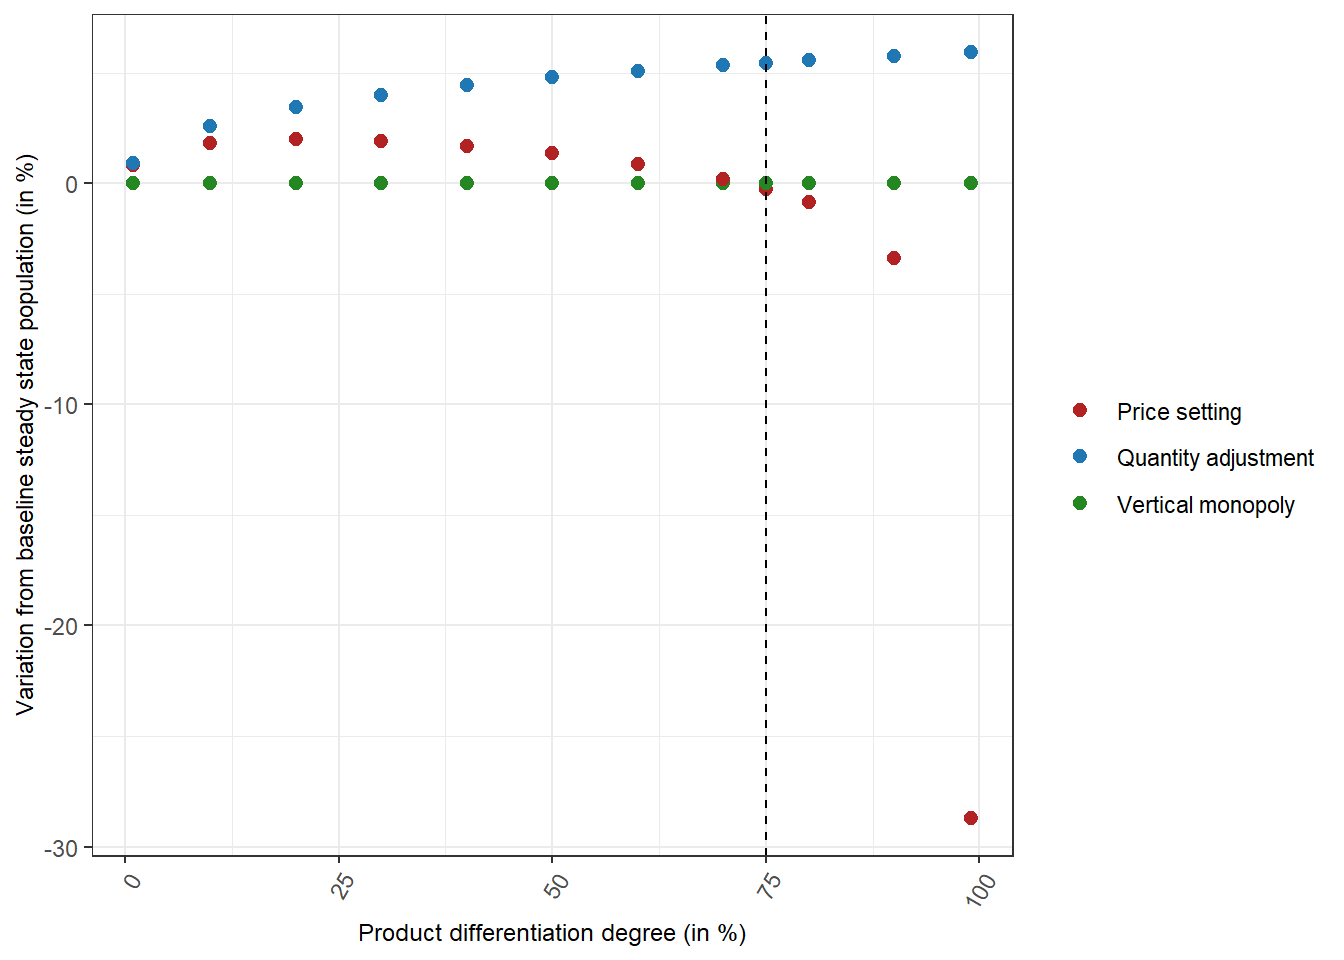 Variation from baseline steady state population (in %)
0
-10
-20
-30
0
25
50
75
100
Product differentiation degree (in %)
Price setting
Quantity adjustment
Vertical monopoly